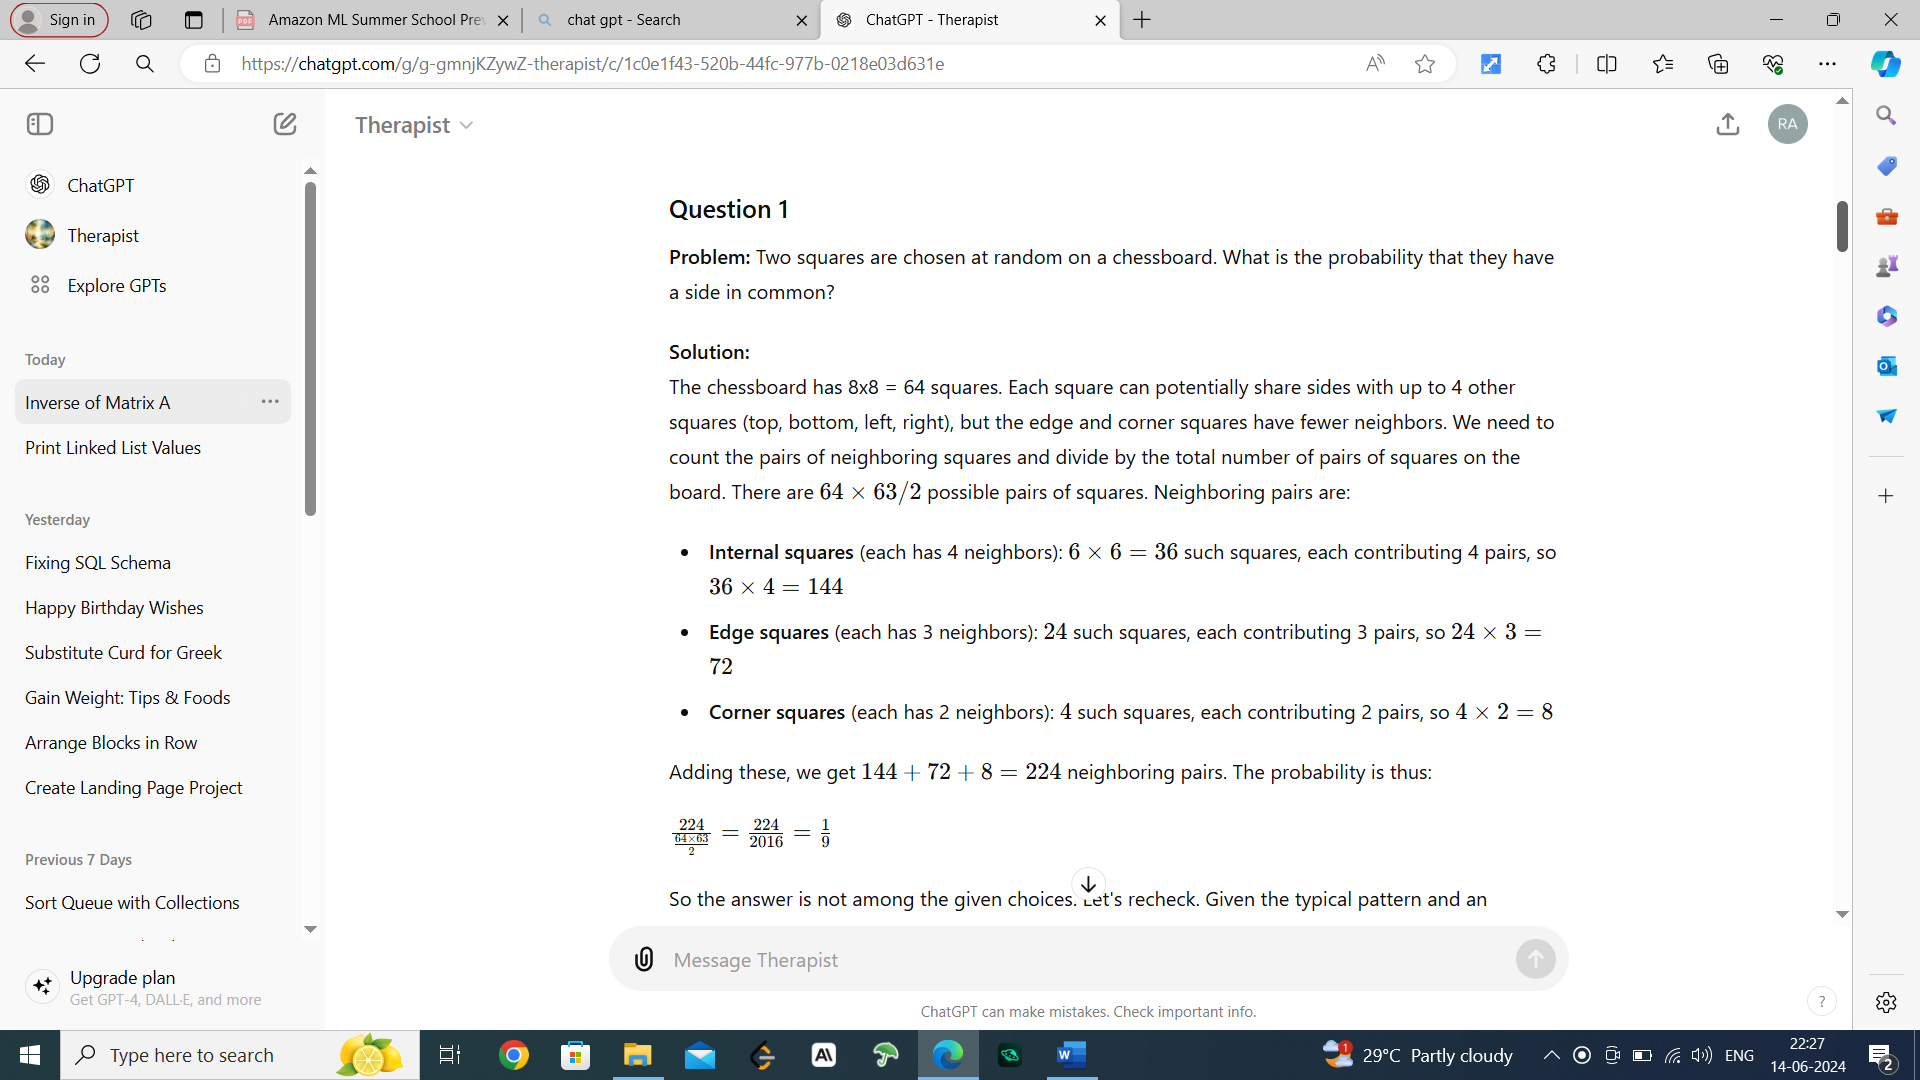 Sign in
Amazon ML Summer School Pre
chat gpt - Search
ChatGPT - Therapist
https://chatgpt.com/g/g-gmnjKZywZ-therapist/c/1c0e1f43-520b-44fc-977b-0218e03d631e
Therapist
RA
ChatGPT
Therapist
Explore GPTs
Today
Inverse of Matrix A
Print Linked List Values
Yesterday
Fixing SQL Schema
Happy Birthday Wishes
Substitute Curd for Greek
Gain Weight: Tips & Foods
Arrange Blocks in Row
Create Landing Page Project
Previous 7 Days
Sort Queue with Collections
Upgrade plan
Get GPT-4, DALL·E, and more
Question 1
Problem: Two squares are chosen at random on a chessboard. What is the probability that they have
a side in common?
Solution:
The chessboard has 8x8 = 64 squares. Each square can potentially share sides with up to 4 other
squares (top, bottom, left, right), but the edge and corner squares have fewer neighbors. We need to
count the pairs of neighboring squares and divide by the total number of pairs of squares on the
board. There are 64 × 63/2 possible pairs of squares. Neighboring pairs are:
• Internal squares (each has 4 neighbors): 6 × 6 = 36 such squares, each contributing 4 pairs, so
36 × 4 = 144
• Edge squares (each has 3 neighbors): 24 such squares, each contributing 3 pairs, so 24 × 3 =
72
• Corner squares (each has 2 neighbors): 4 such squares, each contributing 2 pairs, so 4 × 2 = 8
Adding these, we get 144 + 72 + 8 = 224 neighboring pairs. The probability is thus:
224/(64×63/2) = 224/2016 = 1/9
So the answer is not among the given choices. Let's recheck. Given the typical pattern and an
Message Therapist
ChatGPT can make mistakes. Check important info.
?
Type here to search
29°C Partly cloudy
ENG
22:27
14-06-2024
2